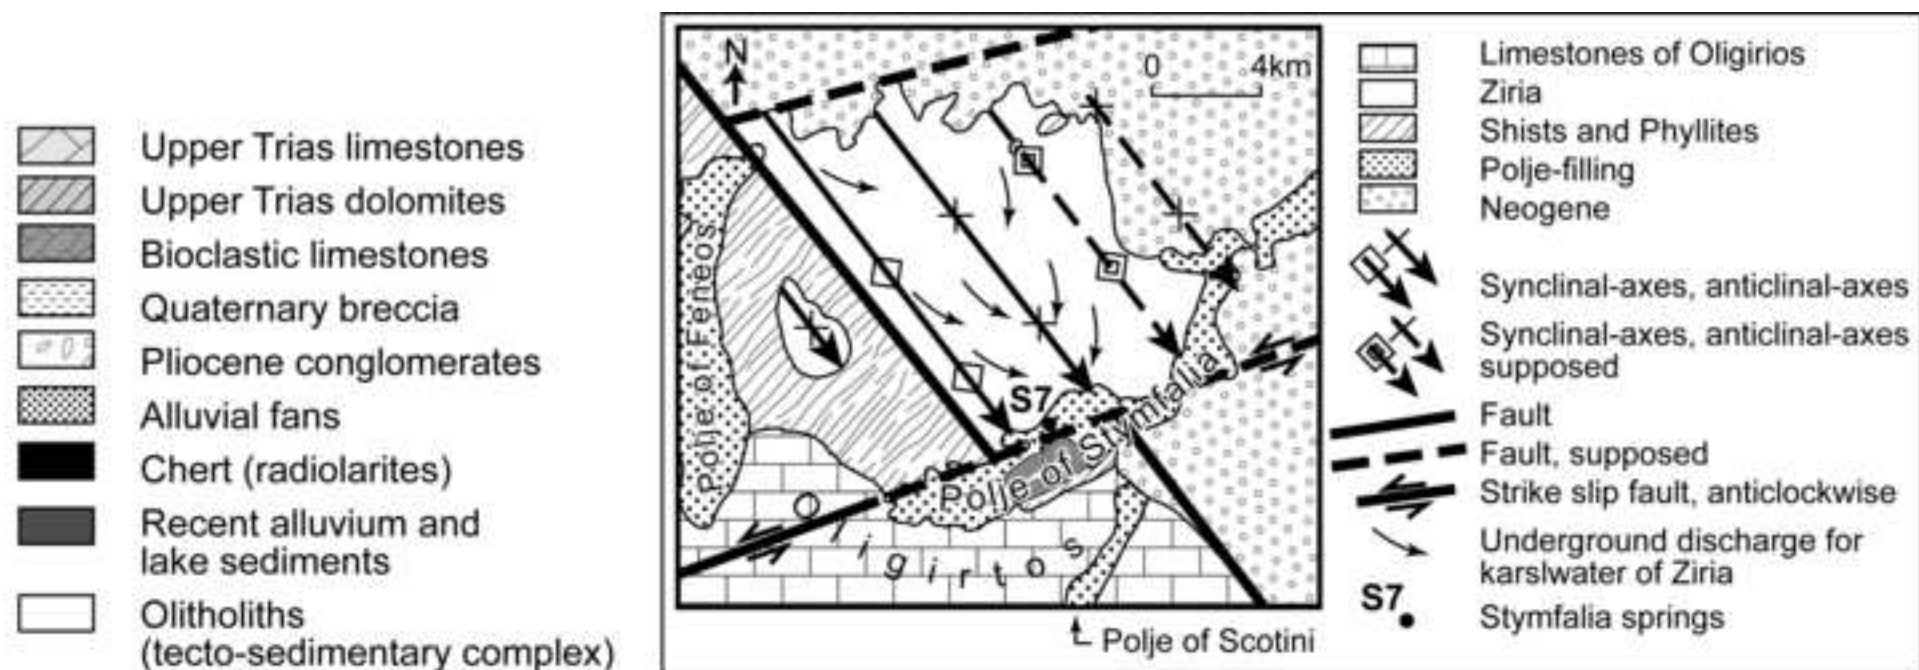 Upper Trias limestones
Upper Trias dolomites
Bioclastic limestones
Quaternary breccia
Pliocene conglomerates
Alluvial fans
Chert (radiolarites)
Recent alluvium and
lake sediments
Olitholiths
(tecto-sedimentary complex)
N
0 4km
Polje of Feneos
S7
Polje of Stymfalia
Oligirtos
Polje of Scotini
Limestones of Oligirios
Ziria
Shists and Phyllites
Polje-filling
Neogene
Synclinal-axes, anticlinal-axes
Synclinal-axes, anticlinal-axes
supposed
Fault
Fault, supposed
Strike slip fault, anticlockwise
Underground discharge for
karslwater of Ziria
S7
Stymfalia springs